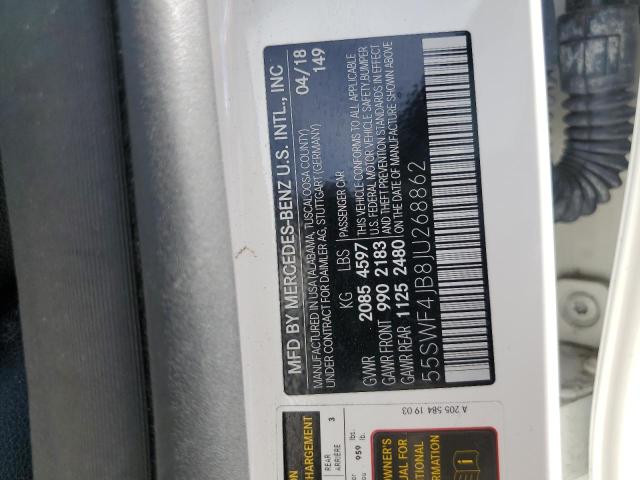 MFD BY MERCEDES-BENZ U.S. INTL., INC
04/18
149
MANUFACTURED IN USA (ALABAMA, TUSCALOOSA COUNTY)
UNDER CONTRACT FOR DAIMLER AG, STUTTGART (GERMANY)
KG LBS PASSENGER CAR
GVWR 2085 4597 THIS VEHICLE CONFORMS TO ALL APPLICABLE
U.S. FEDERAL MOTOR VEHICLE SAFETY BUMPER
GAWR FRONT 990 2183 AND THEFT PREVENTION STANDARDS IN EFFECT
GAWR REAR 1125 2480 ON THE DATE OF MANUFACTURE SHOWN ABOVE
55SWF4JB8JU268862
A 205 584 19 03
CHARGEMENT
REAR 3
ARRIÈRE
959 lbs.
lb.
OWNER'S
FOR
INFORMATION